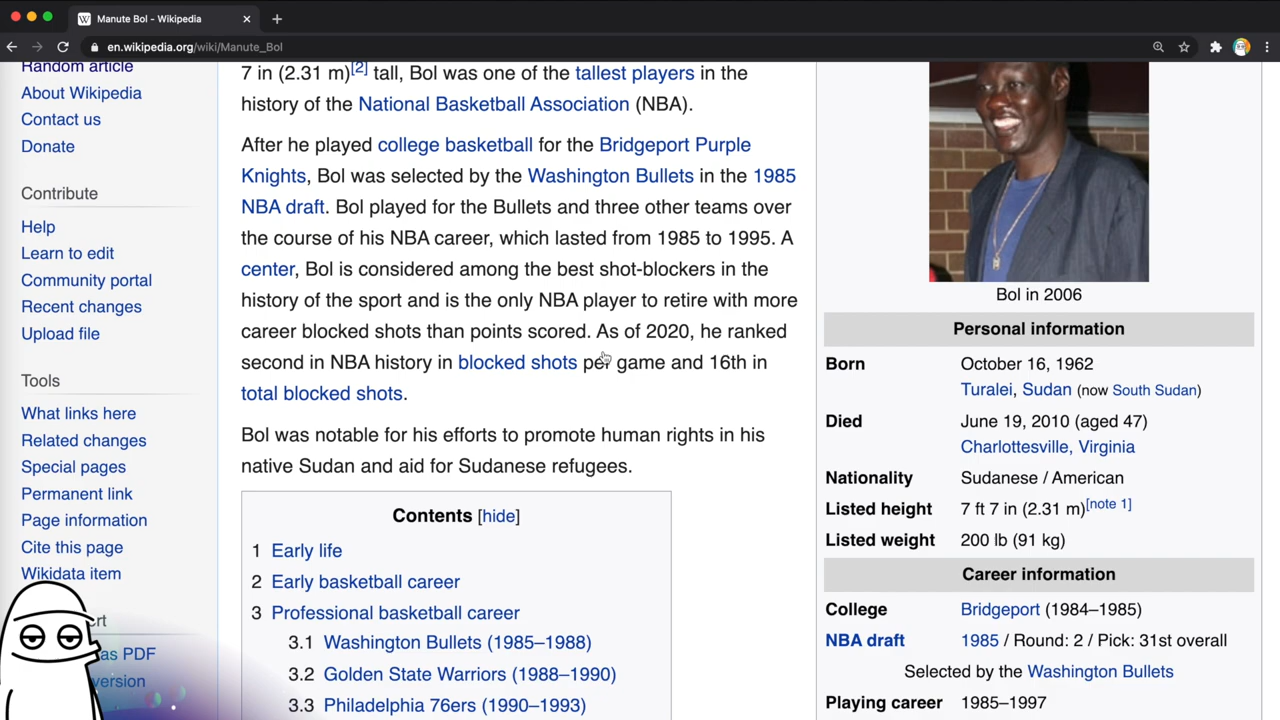 Manute Bol - Wikipedia
en.wikipedia.org/wiki/Manute_Bol
Random article
About Wikipedia
Contact us
Donate
Contribute
Help
Learn to edit
Community portal
Recent changes
Upload file
Tools
What links here
Related changes
Special pages
Permanent link
Page information
Cite this page
Wikidata item
as PDF
7 in (2.31 m)[2] tall, Bol was one of the tallest players in the
history of the National Basketball Association (NBA).
After he played college basketball for the Bridgeport Purple
Knights, Bol was selected by the Washington Bullets in the 1985
NBA draft. Bol played for the Bullets and three other teams over
the course of his NBA career, which lasted from 1985 to 1995. A
center, Bol is considered among the best shot-blockers in the
history of the sport and is the only NBA player to retire with more
career blocked shots than points scored. As of 2020, he ranked
second in NBA history in blocked shots per game and 16th in
total blocked shots.
Bol was notable for his efforts to promote human rights in his
native Sudan and aid for Sudanese refugees.
Contents [hide]
1 Early life
2 Early basketball career
3 Professional basketball career
3.1 Washington Bullets (1985–1988)
3.2 Golden State Warriors (1988–1990)
3.3 Philadelphia 76ers (1990–1993)
Bol in 2006
Personal information
Born October 16, 1962
Turalei, Sudan (now South Sudan)
Died June 19, 2010 (aged 47)
Charlottesville, Virginia
Nationality Sudanese / American
Listed height 7 ft 7 in (2.31 m)[note 1]
Listed weight 200 lb (91 kg)
Career information
College Bridgeport (1984–1985)
NBA draft 1985 / Round: 2 / Pick: 31st overall
Selected by the Washington Bullets
Playing career 1985–1997